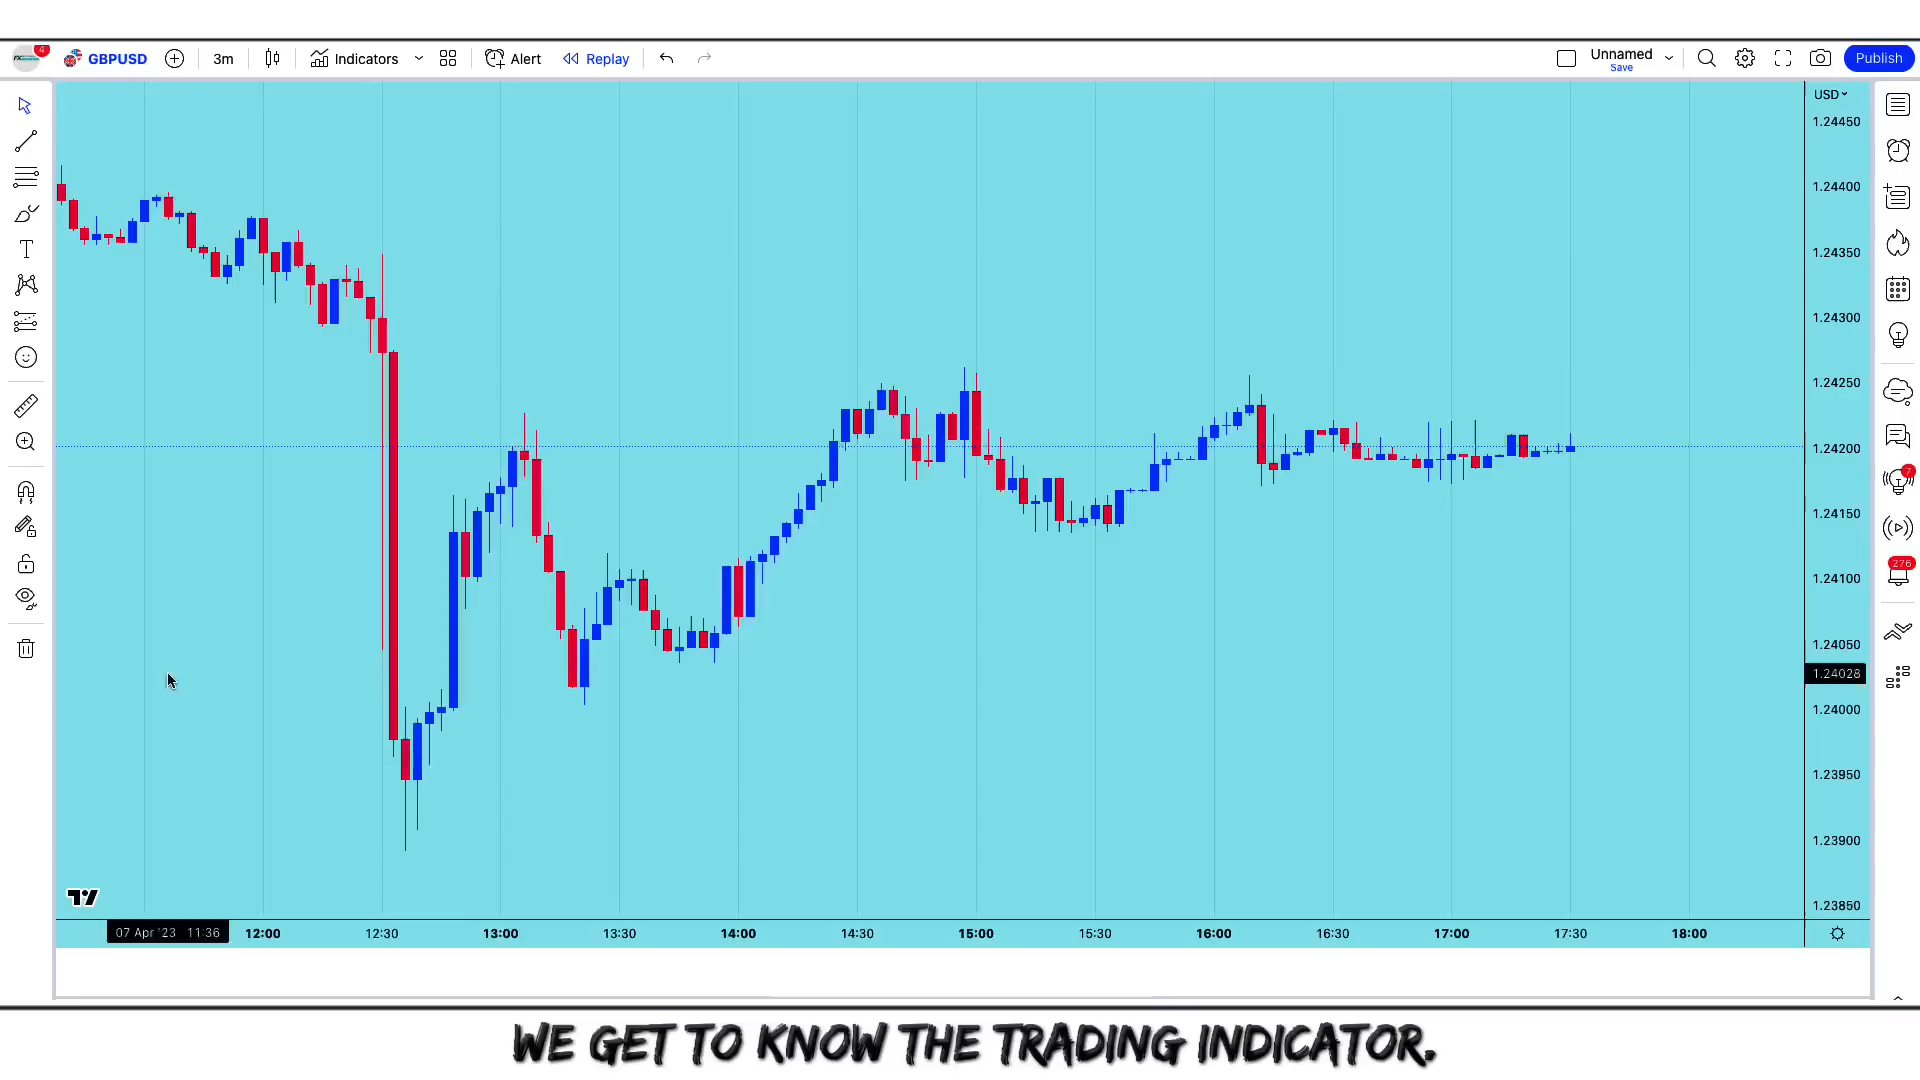 4
GBPUSD
3m
Indicators
Alert
Replay
Unnamed
Save
Publish
USD
1.24450
1.24400
1.24350
1.24300
1.24250
1.24200
1.24150
1.24100
1.24050
1.24028
1.24000
1.23950
1.23900
1.23850
7
276
07 Apr '23 11:36
12:00
12:30
13:00
13:30
14:00
14:30
15:00
15:30
16:00
16:30
17:00
17:30
18:00
WE GET TO KNOW THE TRADING INDICATOR.